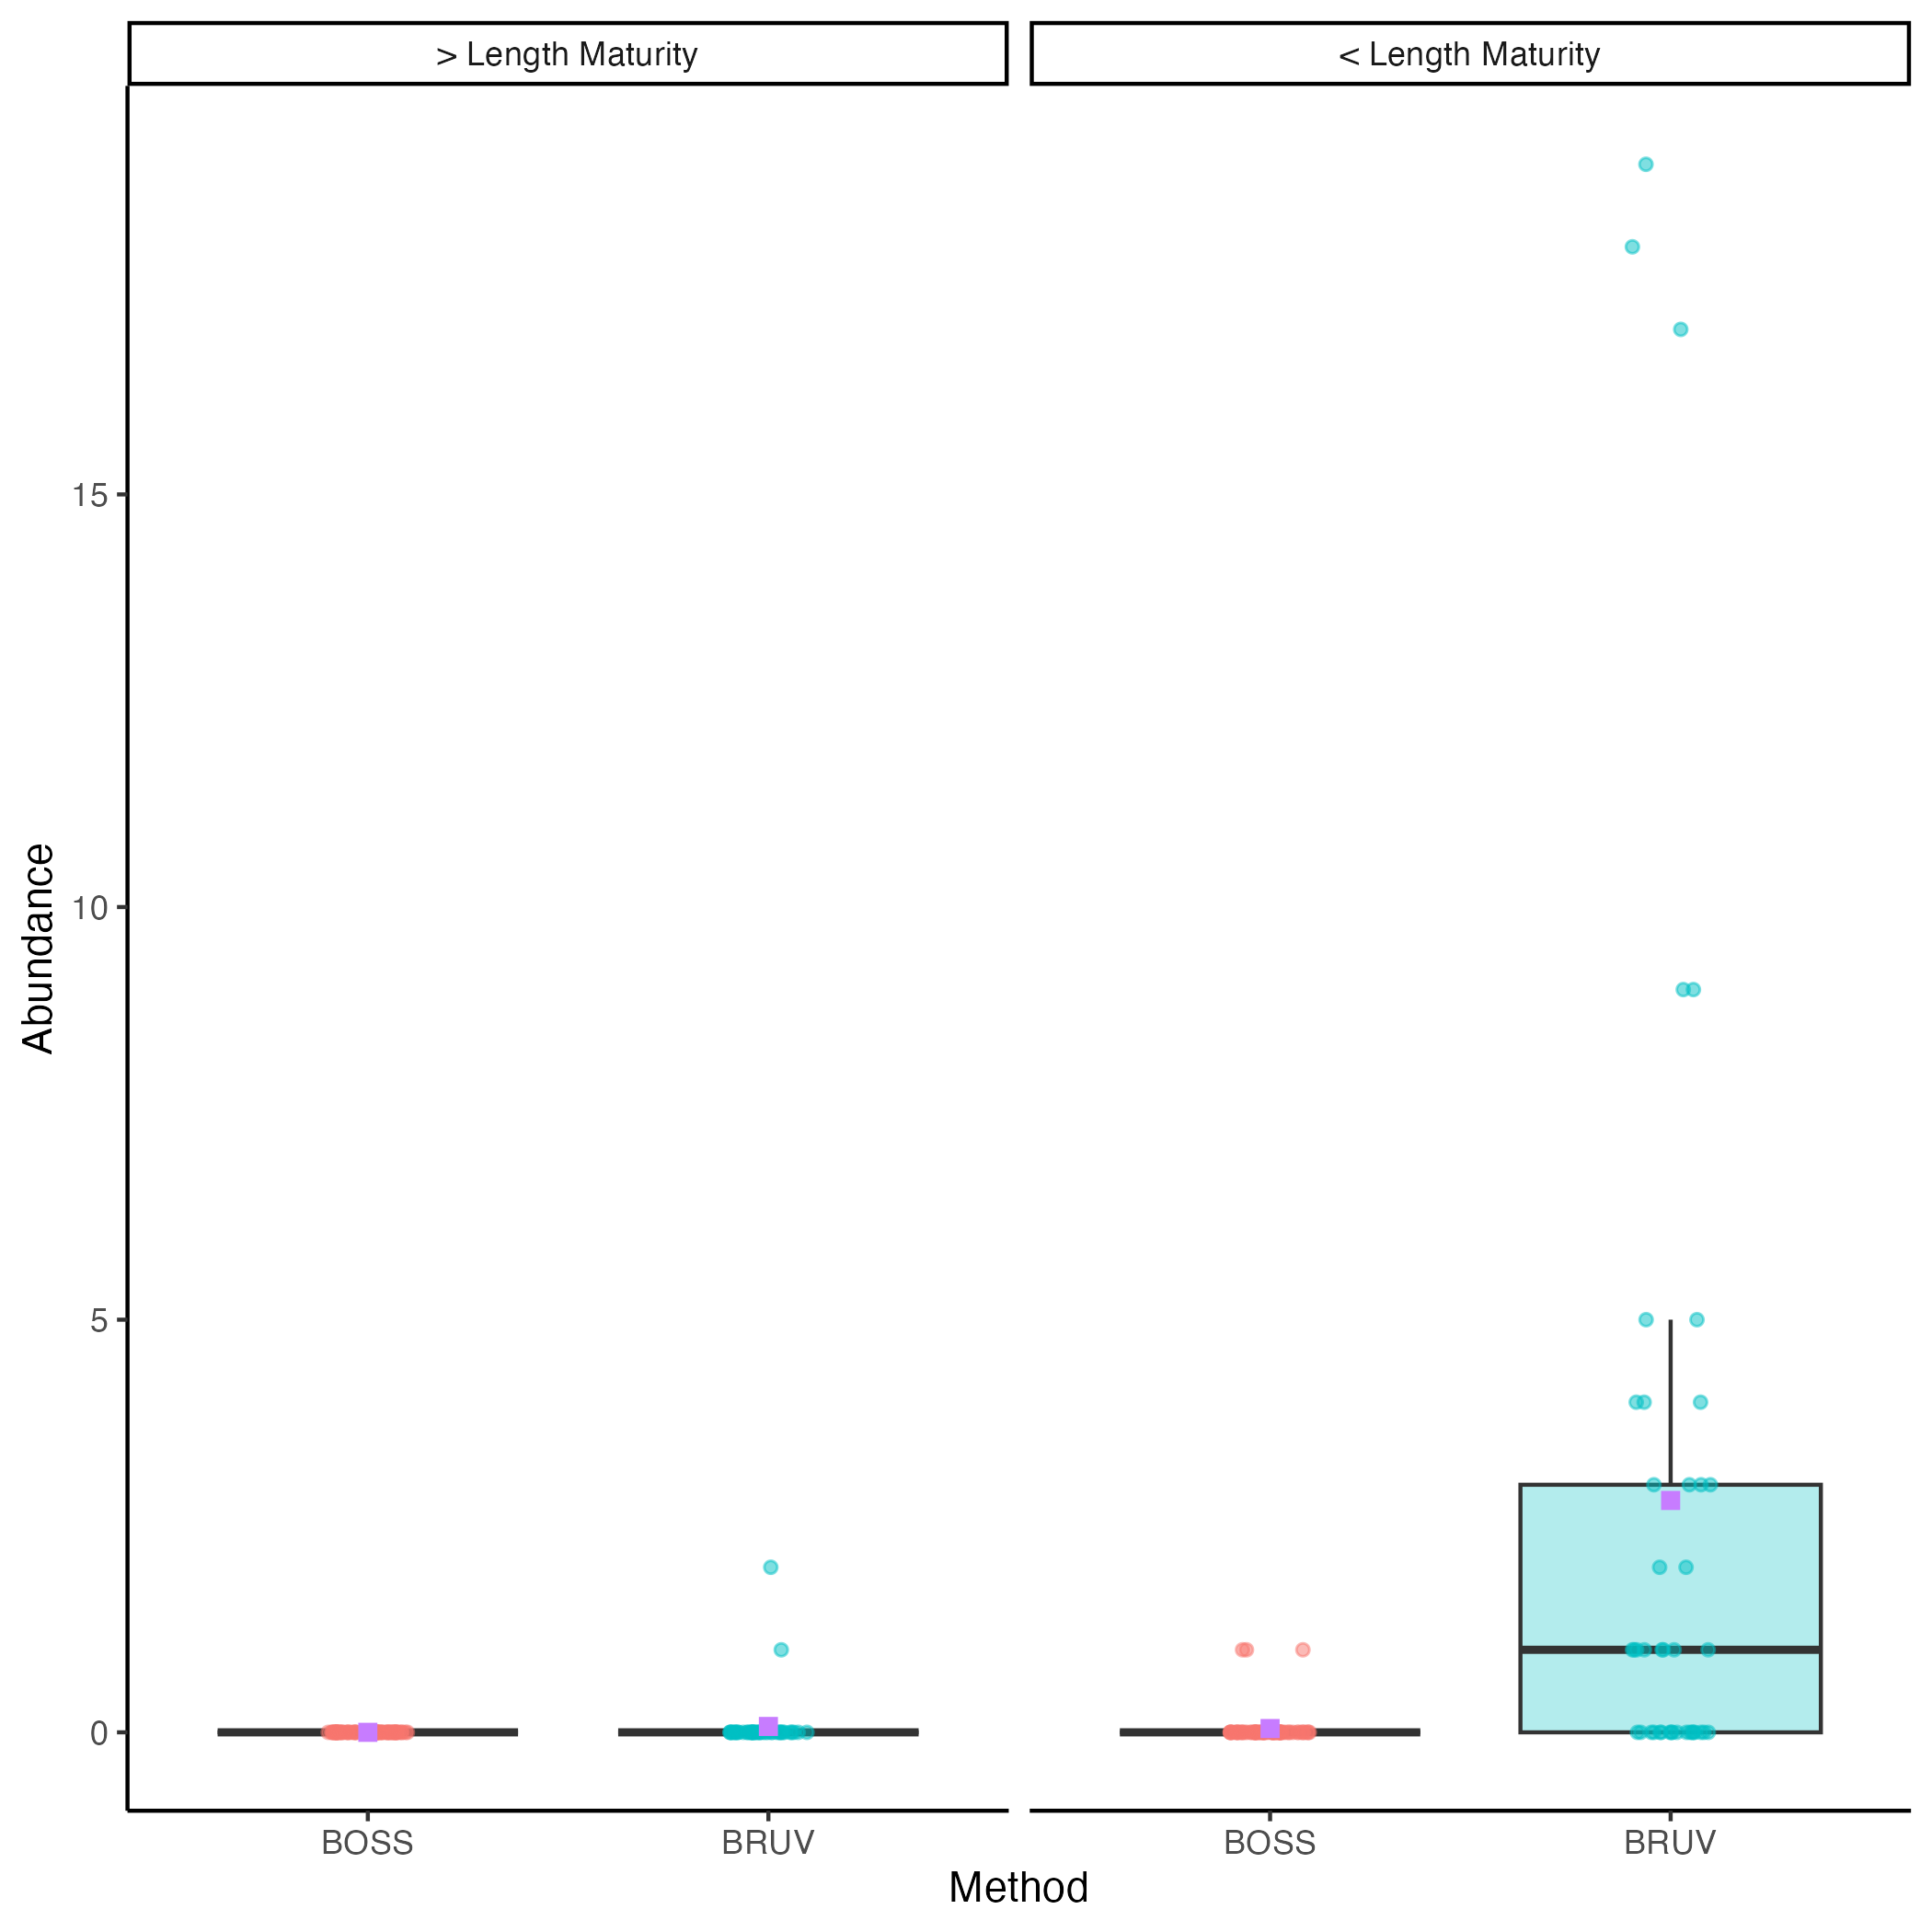 > Length Maturity
< Length Maturity
Abundance
15
10
5
0
BOSS
BRUV
BOSS
BRUV
Method